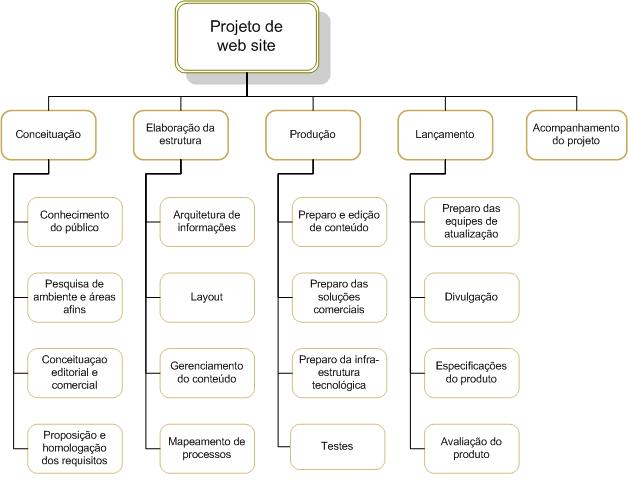 Projeto de
web site
Conceituação
Elaboração da
estrutura
Produção
Lançamento
Acompanhamento
do projeto
Conhecimento
do público
Arquitetura de
informações
Preparo e edição
de conteúdo
Preparo das
equipes de
atualização
Pesquisa de
ambiente e áreas
afins
Layout
Preparo das
soluções
comerciais
Divulgação
Conceituaçao
editorial e
comercial
Gerenciamento
do conteúdo
Preparo da infra-
estrutura
tecnológica
Especificações
do produto
Proposição e
homologação
dos requisitos
Mapeamento de
processos
Testes
Avaliação do
produto